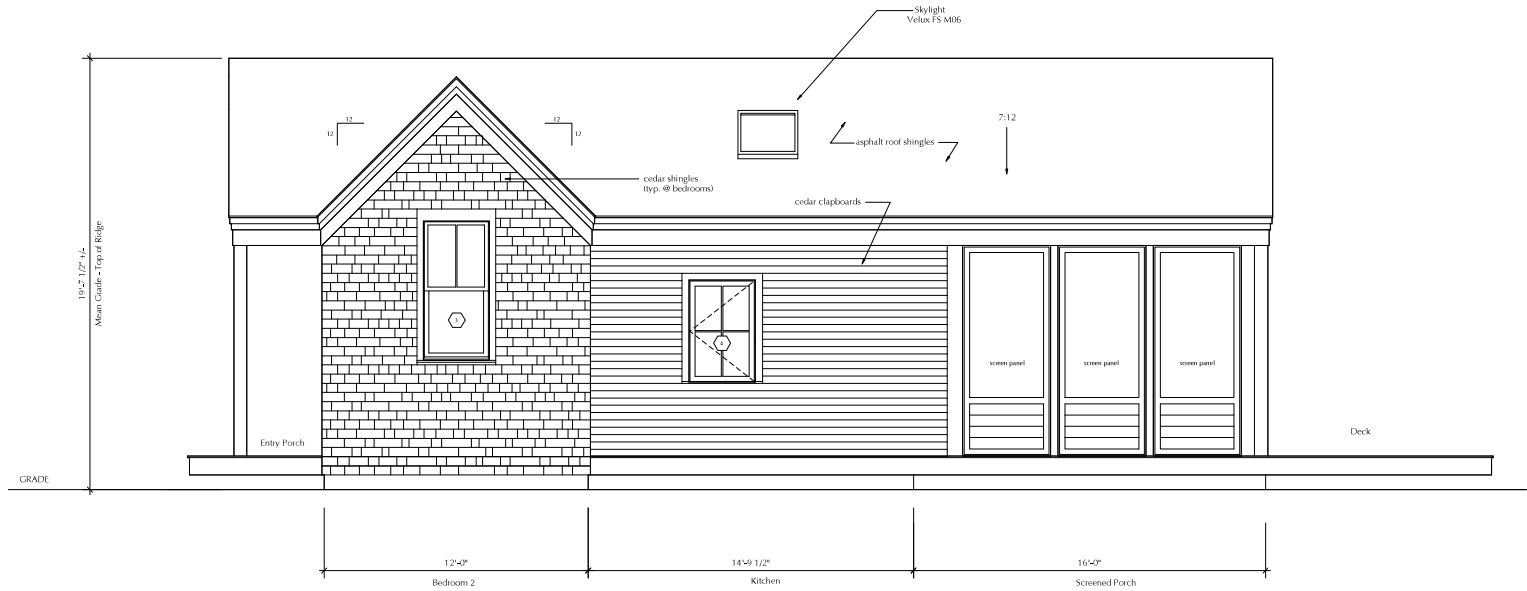 Skylight
Velux FS M06
12
12
12
12
7:12
asphalt roof shingles
cedar shingles
(typ. @ bedrooms)
cedar clapboards
19'-7 1/2" +/-
Mean Grade - Top of Ridge
3
4
screen panel
screen panel
screen panel
Entry Porch
Deck
GRADE
12'-0"
14'-9 1/2"
16'-0"
Bedroom 2
Kitchen
Screened Porch